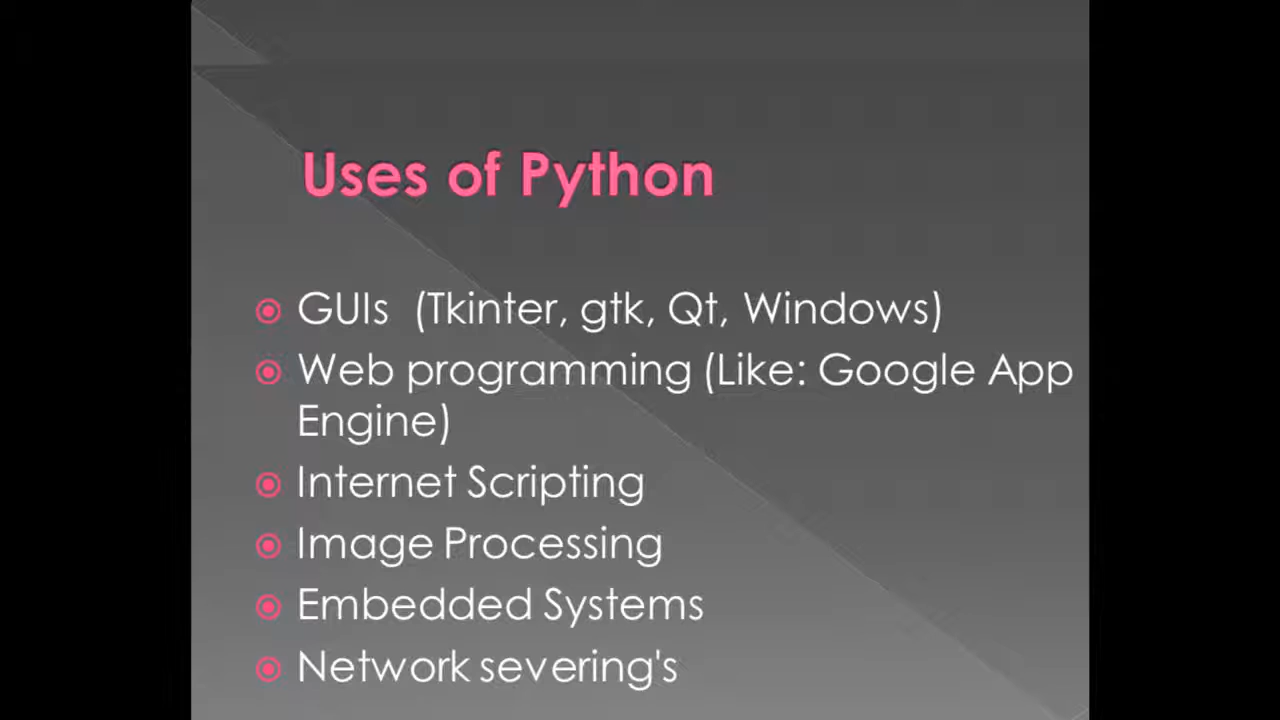 Uses of Python
GUIs (Tkinter, gtk, Qt, Windows)
Web programming (Like: Google App
Engine)
Internet Scripting
Image Processing
Embedded Systems
Network severing's